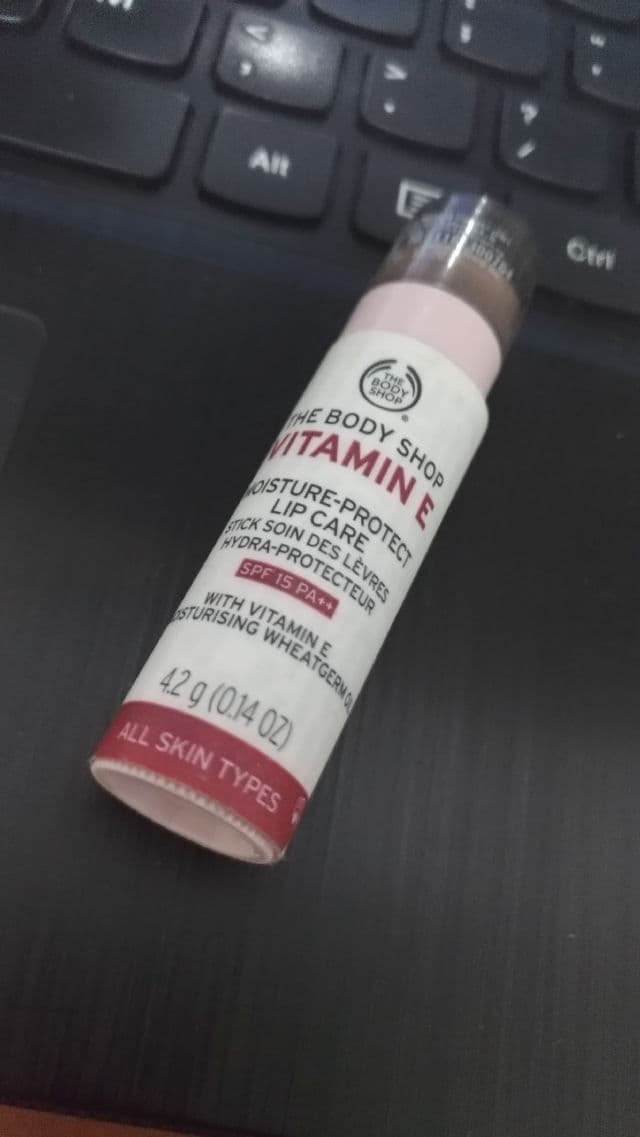 Alt
Ctrl
THE
BODY
SHOP
®
THE BODY SHOP
VITAMIN E
MOISTURE-PROTECT
LIP CARE
STICK SOIN DES LÈVRES
HYDRA-PROTECTEUR
SPF 15 PA++
WITH VITAMIN E
MOISTURISING WHEATGERM
4.2 g (0.14 OZ)
ALL SKIN TYPES